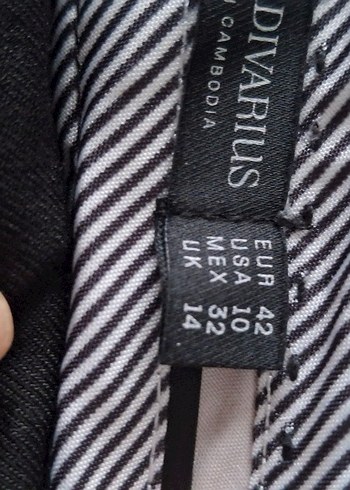 DIVARIUS
CAMBODIA
EUR 42
USA 10
MEX 32
UK 14